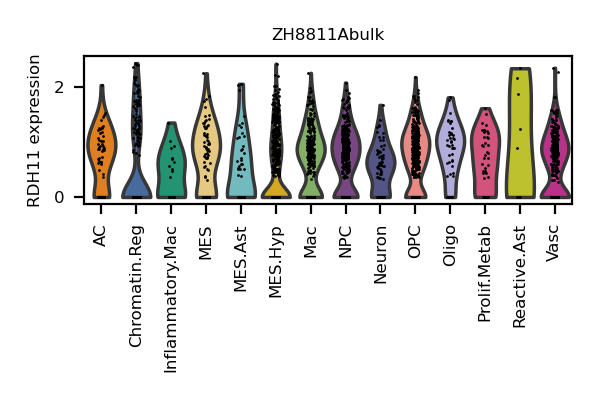 ZH8811Abulk
RDH11 expression
2
0
AC
Chromatin.Reg
Inflammatory.Mac
MES
MES.Ast
MES.Hyp
Mac
NPC
Neuron
OPC
Oligo
Prolif.Metab
Reactive.Ast
Vasc